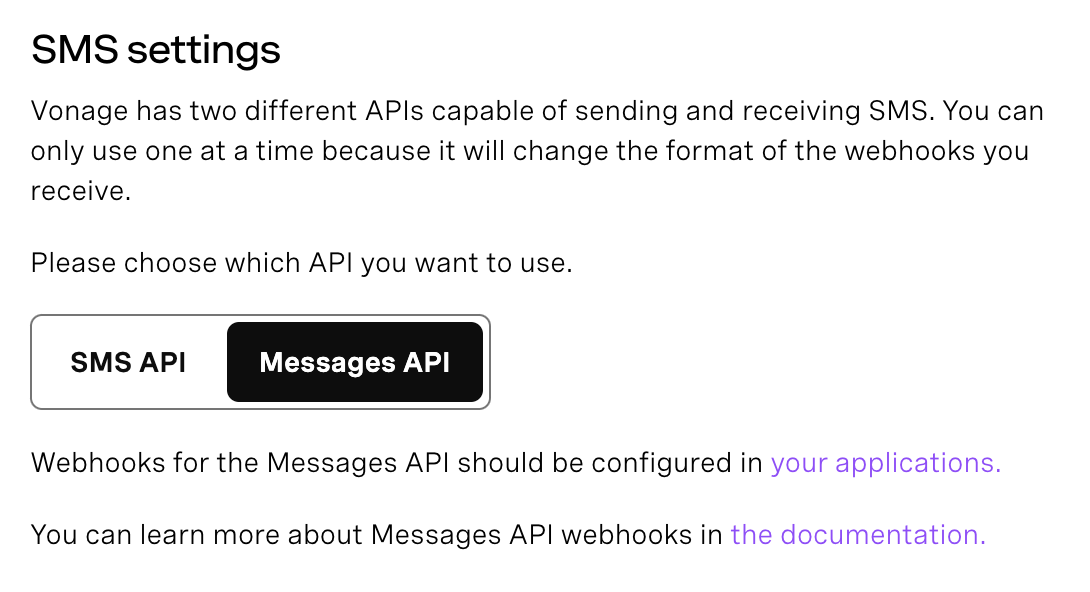 SMS settings
Vonage has two different APIs capable of sending and receiving SMS. You can
only use one at a time because it will change the format of the webhooks you
receive.
Please choose which API you want to use.
SMS API
Messages API
Webhooks for the Messages API should be configured in your applications.
You can learn more about Messages API webhooks in the documentation.